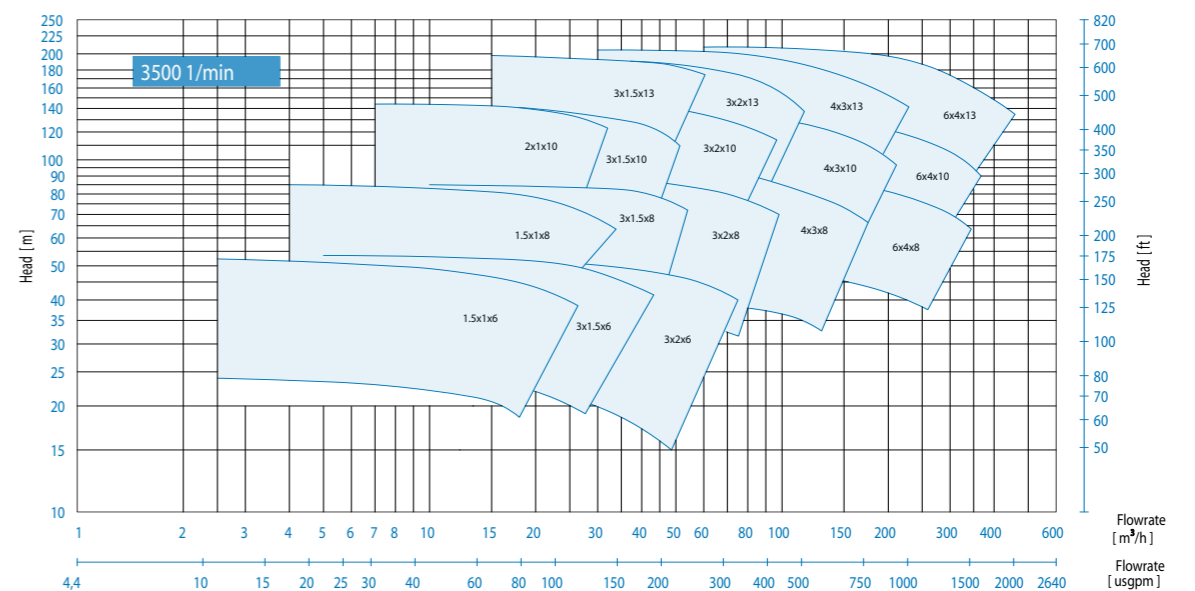 3500 1/min
Head [ m ]
250
225
200
180
160
140
120
100
90
80
70
60
50
40
35
30
25
20
15
10
3x1.5x13
3x2x13
4x3x13
6x4x13
2x1x10
3x1.5x10
3x2x10
4x3x10
6x4x10
1.5x1x8
3x1.5x8
3x2x8
4x3x8
6x4x8
1.5x1x6
3x1.5x6
3x2x6
820
700
600
500
400
350
300
250
200
175
150
125
100
80
70
60
50
Head [ ft ]
1 2 3 4 5 6 7 8 10 15 20 30 40 50 60 80 100 150 200 300 400 600
Flowrate
[ m³/h ]
4,4 10 15 20 25 30 40 60 80 100 150 200 300 400 500 750 1000 1500 2000 2640
Flowrate
[ usgpm ]